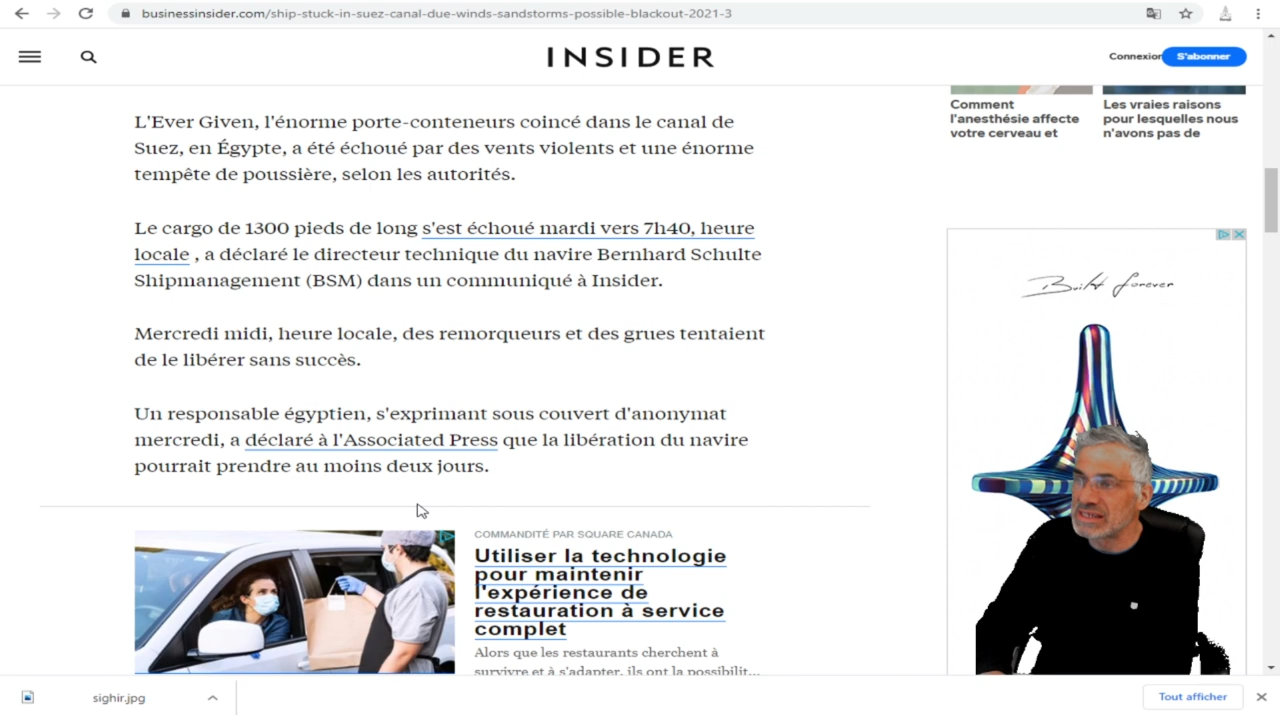 businessinsider.com/ship-stuck-in-suez-canal-due-winds-sandstorms-possible-blackout-2021-3
INSIDER
Connexion
S'abonner
L'Ever Given, l'énorme porte-conteneurs coincé dans le canal de
Suez, en Égypte, a été échoué par des vents violents et une énorme
tempête de poussière, selon les autorités.
Le cargo de 1300 pieds de long s'est échoué mardi vers 7h40, heure
locale , a déclaré le directeur technique du navire Bernhard Schulte
Shipmanagement (BSM) dans un communiqué à Insider.
Mercredi midi, heure locale, des remorqueurs et des grues tentaient
de le libérer sans succès.
Un responsable égyptien, s'exprimant sous couvert d'anonymat
mercredi, a déclaré à l'Associated Press que la libération du navire
pourrait prendre au moins deux jours.
COMMANDITÉ PAR SQUARE CANADA
Utiliser la technologie
pour maintenir
l'expérience de
restauration à service
complet
Alors que les restaurants cherchent à
survivre et à s'adapter, ils ont la possibilit...
Comment
l'anesthésie affecte
votre cerveau et
Les vraies raisons
pour lesquelles nous
n'avons pas de
Built forever
sighir.jpg
Tout afficher